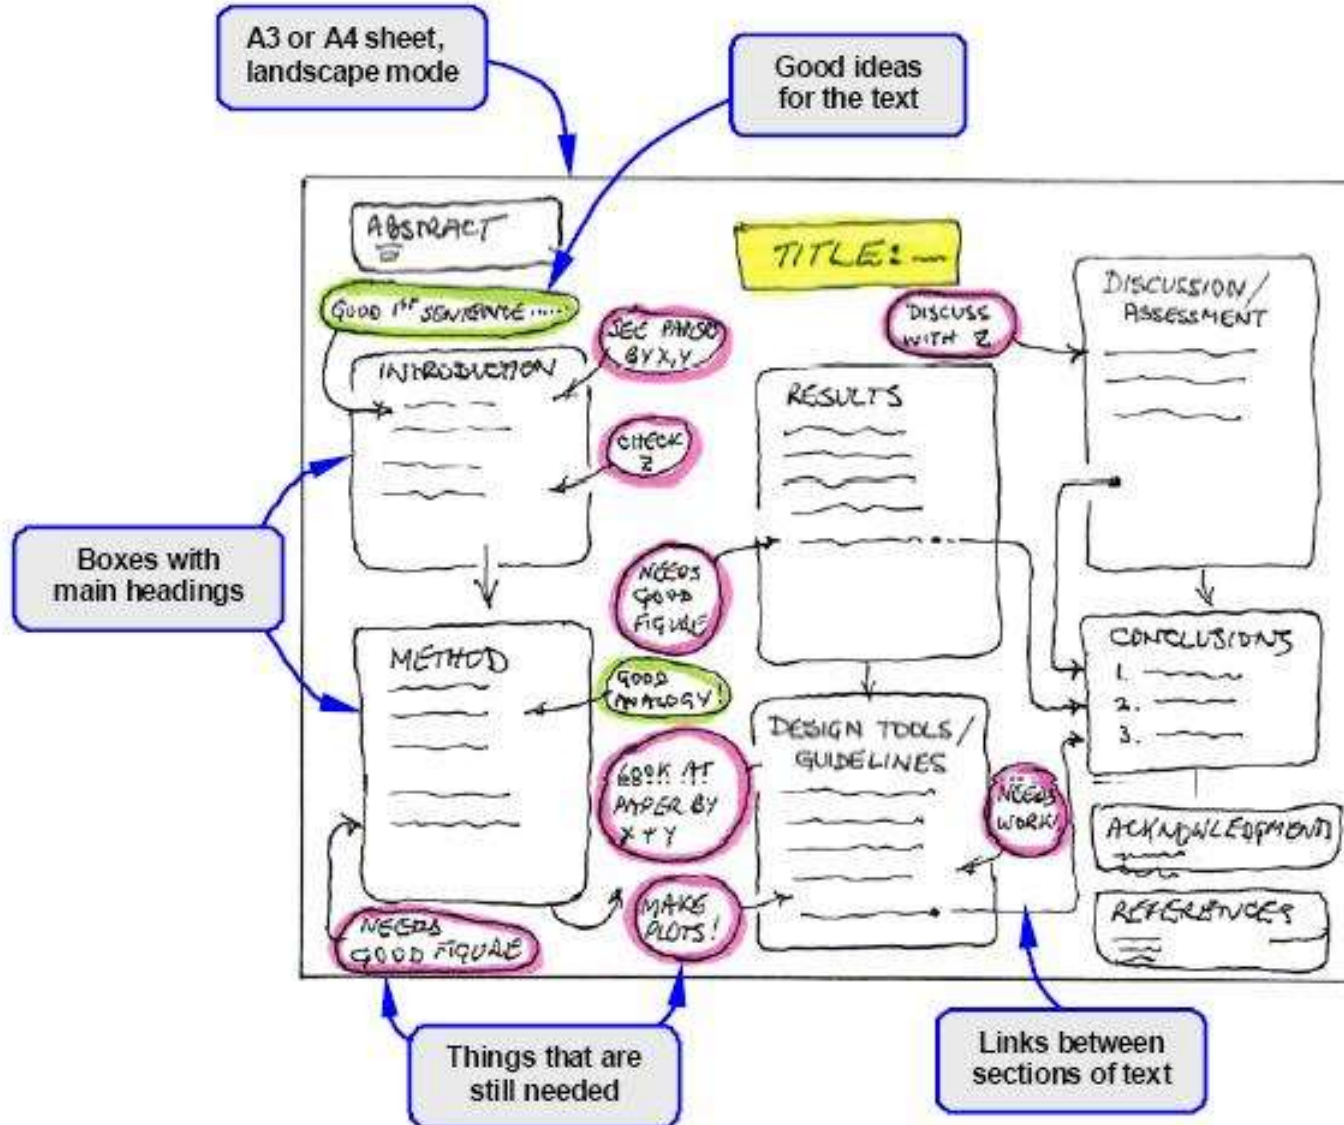 A3 or A4 sheet,
landscape mode
Good ideas
for the text
ABSTRACT
TITLE:
GOOD 1ST SENTENCE.....
SEE PAPERS
BY X, Y
INTRODUCTION
CHECK
Z
DISCUSS
WITH Z
DISCUSSION/
ASSESSMENT
RESULTS
Boxes with
main headings
NEEDS
GOOD
FIGURE
METHOD
GOOD
ANALOGY!
CONCLUSIONS
1.
2.
3.
DESIGN TOOLS/
GUIDELINES
LOOK AT
PAPER BY
X + Y
NEEDS
WORK!
ACKNOWLEDGMENTS
MAKE
PLOTS!
REFERENCES
NEEDS
GOOD FIGURE
Things that are
still needed
Links between
sections of text